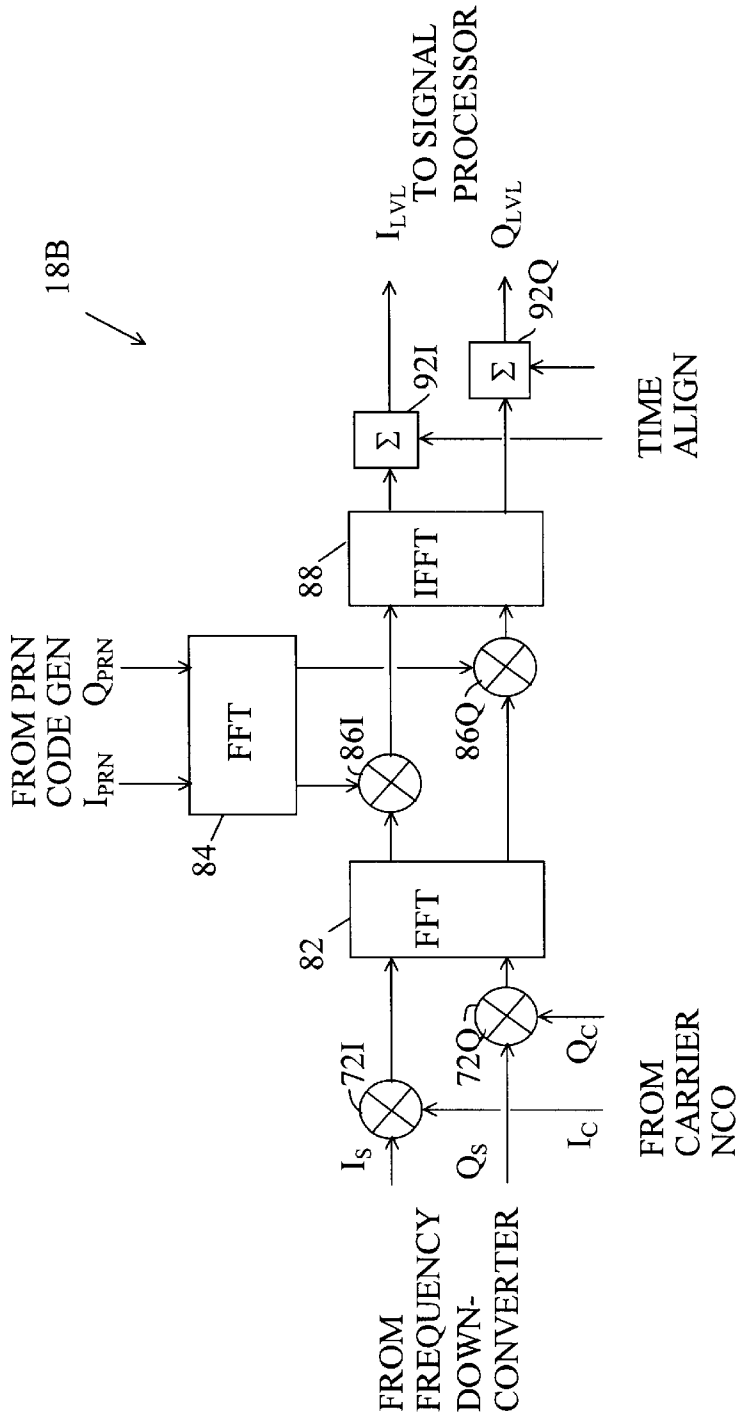 18B
FROM PRN
CODE GEN
I_PRN Q_PRN
84
FFT
86I
86Q
FROM
FREQUENCY
DOWN-
CONVERTER
I_S
Q_S
72I
72Q
I_C
Q_C
FROM
CARRIER
NCO
82
FFT
88
IFFT
Σ
92I
Σ
92Q
TIME
ALIGN
I_LVL
TO SIGNAL
PROCESSOR
Q_LVL